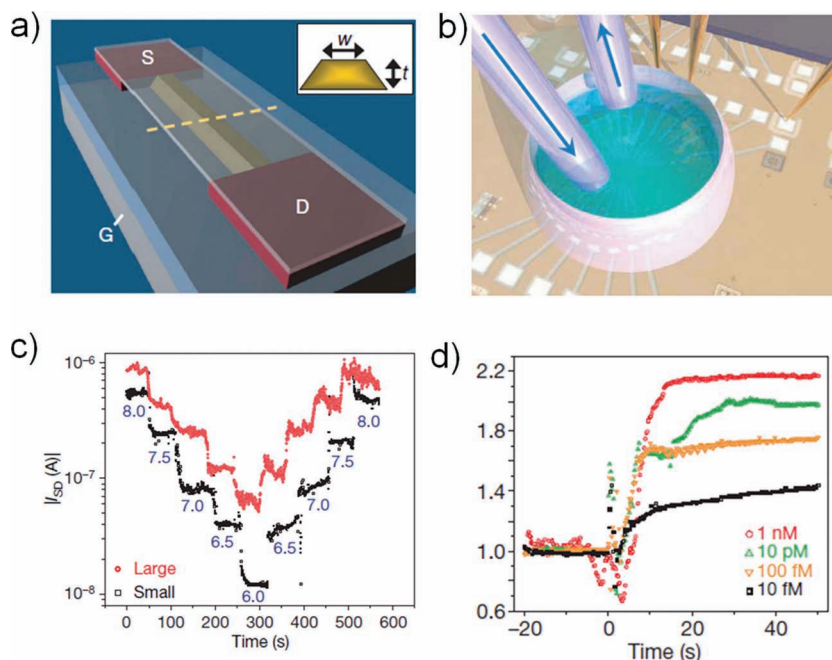 a)
S
w
t
D
G
b)
c)
10⁻⁶
10⁻⁷
10⁻⁸
|I_SD (A)|
8.0
7.5
7.0
6.5
6.0
6.5
7.0
7.5
8.0
Large
Small
0 100 200 300 400 500 600
Time (s)
d)
2.2
1.8
1.4
1.0
0.6
1 nM
10 pM
100 fM
10 fM
-20 0 20 40
Time (s)